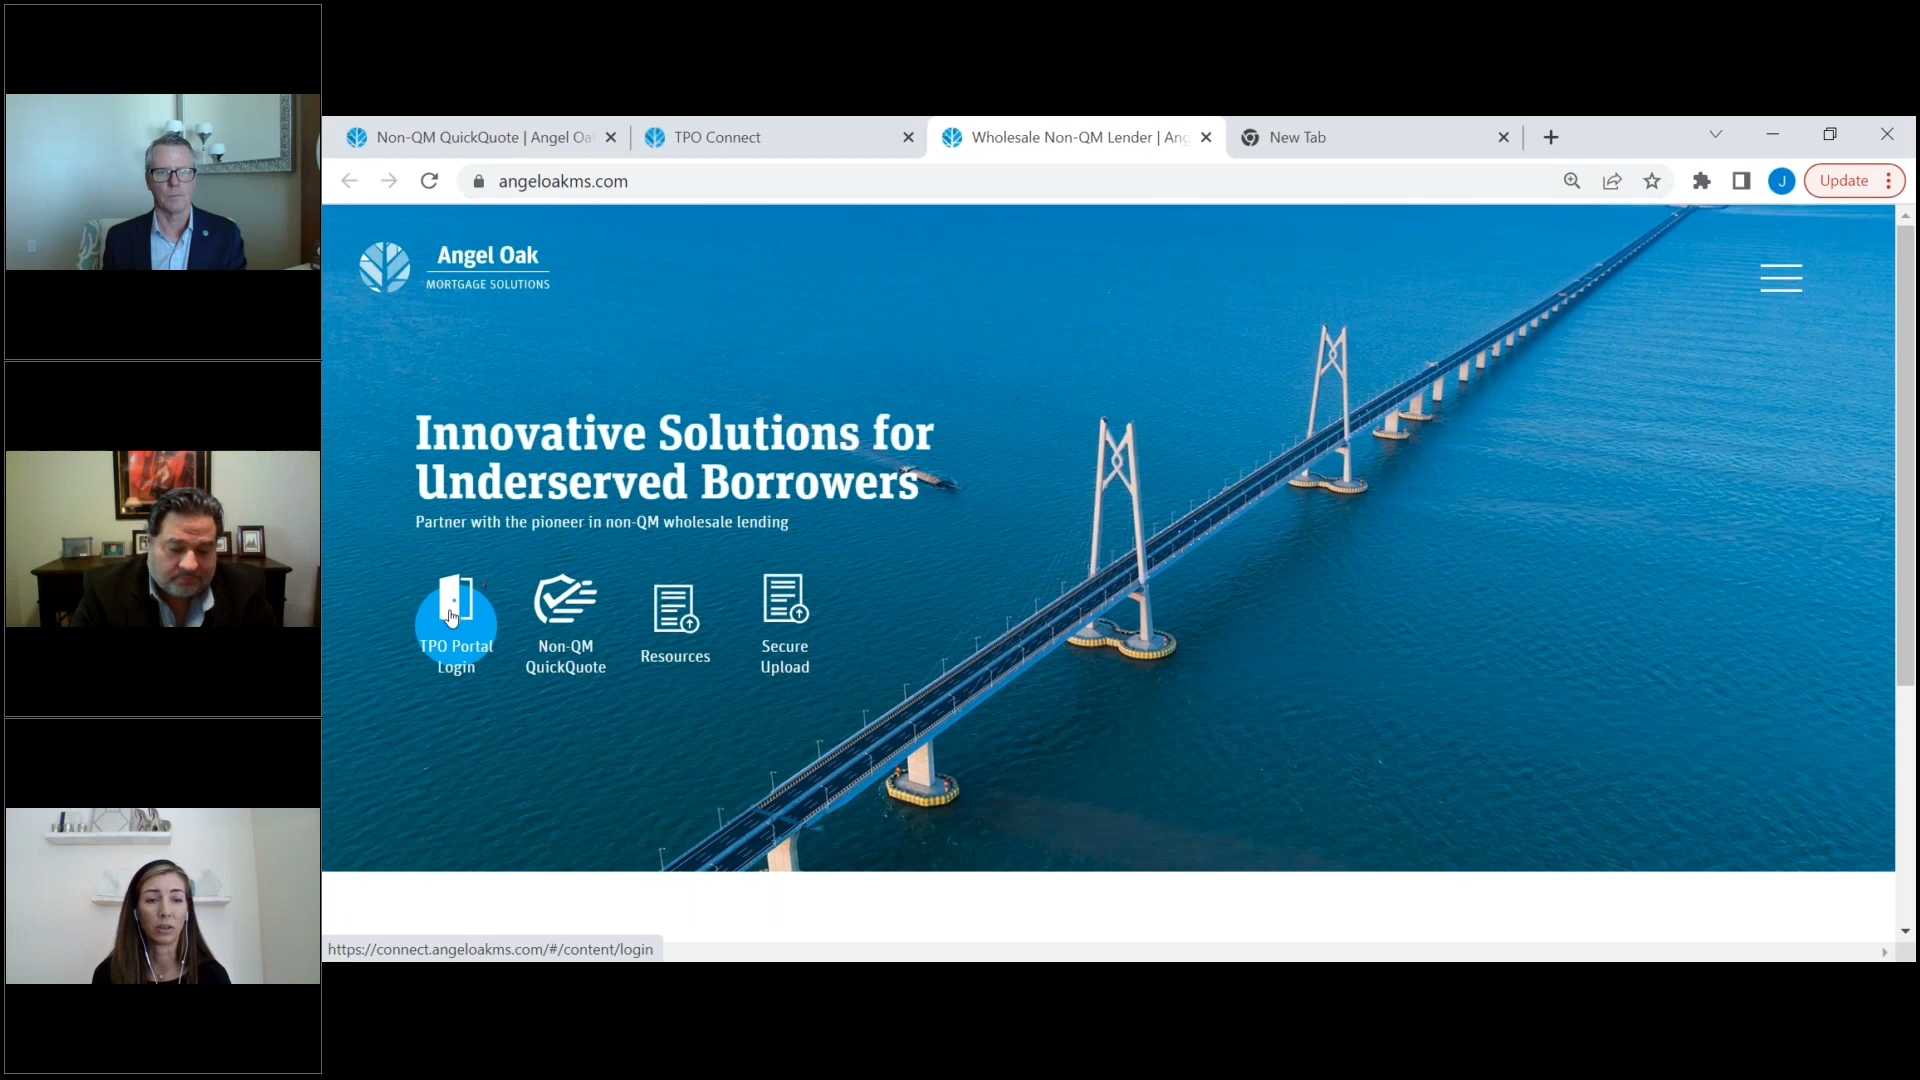 Non-QM QuickQuote | Angel Oa
TPO Connect
Wholesale Non-QM Lender | Ang
New Tab
angeloakms.com
J
Update
Angel Oak
MORTGAGE SOLUTIONS
Innovative Solutions for
Underserved Borrowers
Partner with the pioneer in non-QM wholesale lending
TPO Portal
Login
Non-QM
QuickQuote
Resources
Secure
Upload
https://connect.angeloakms.com/#/content/login